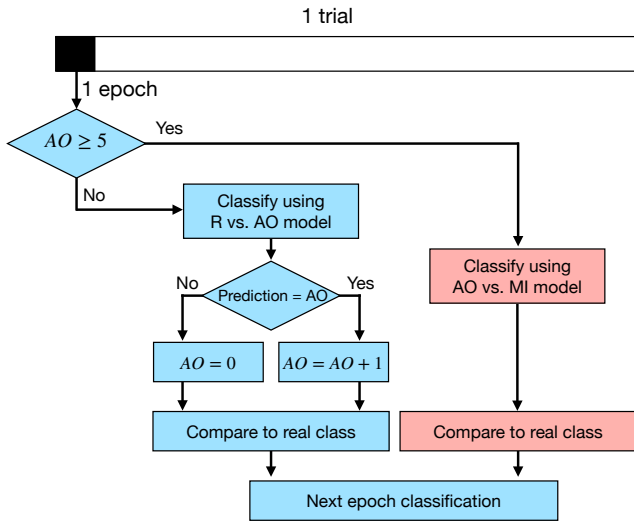 1 trial
1 epoch
AO ≥ 5
Yes
No
Classify using
R vs. AO model
Classify using
AO vs. MI model
No
Prediction = AO
Yes
AO = 0
AO = AO + 1
Compare to real class
Compare to real class
Next epoch classification